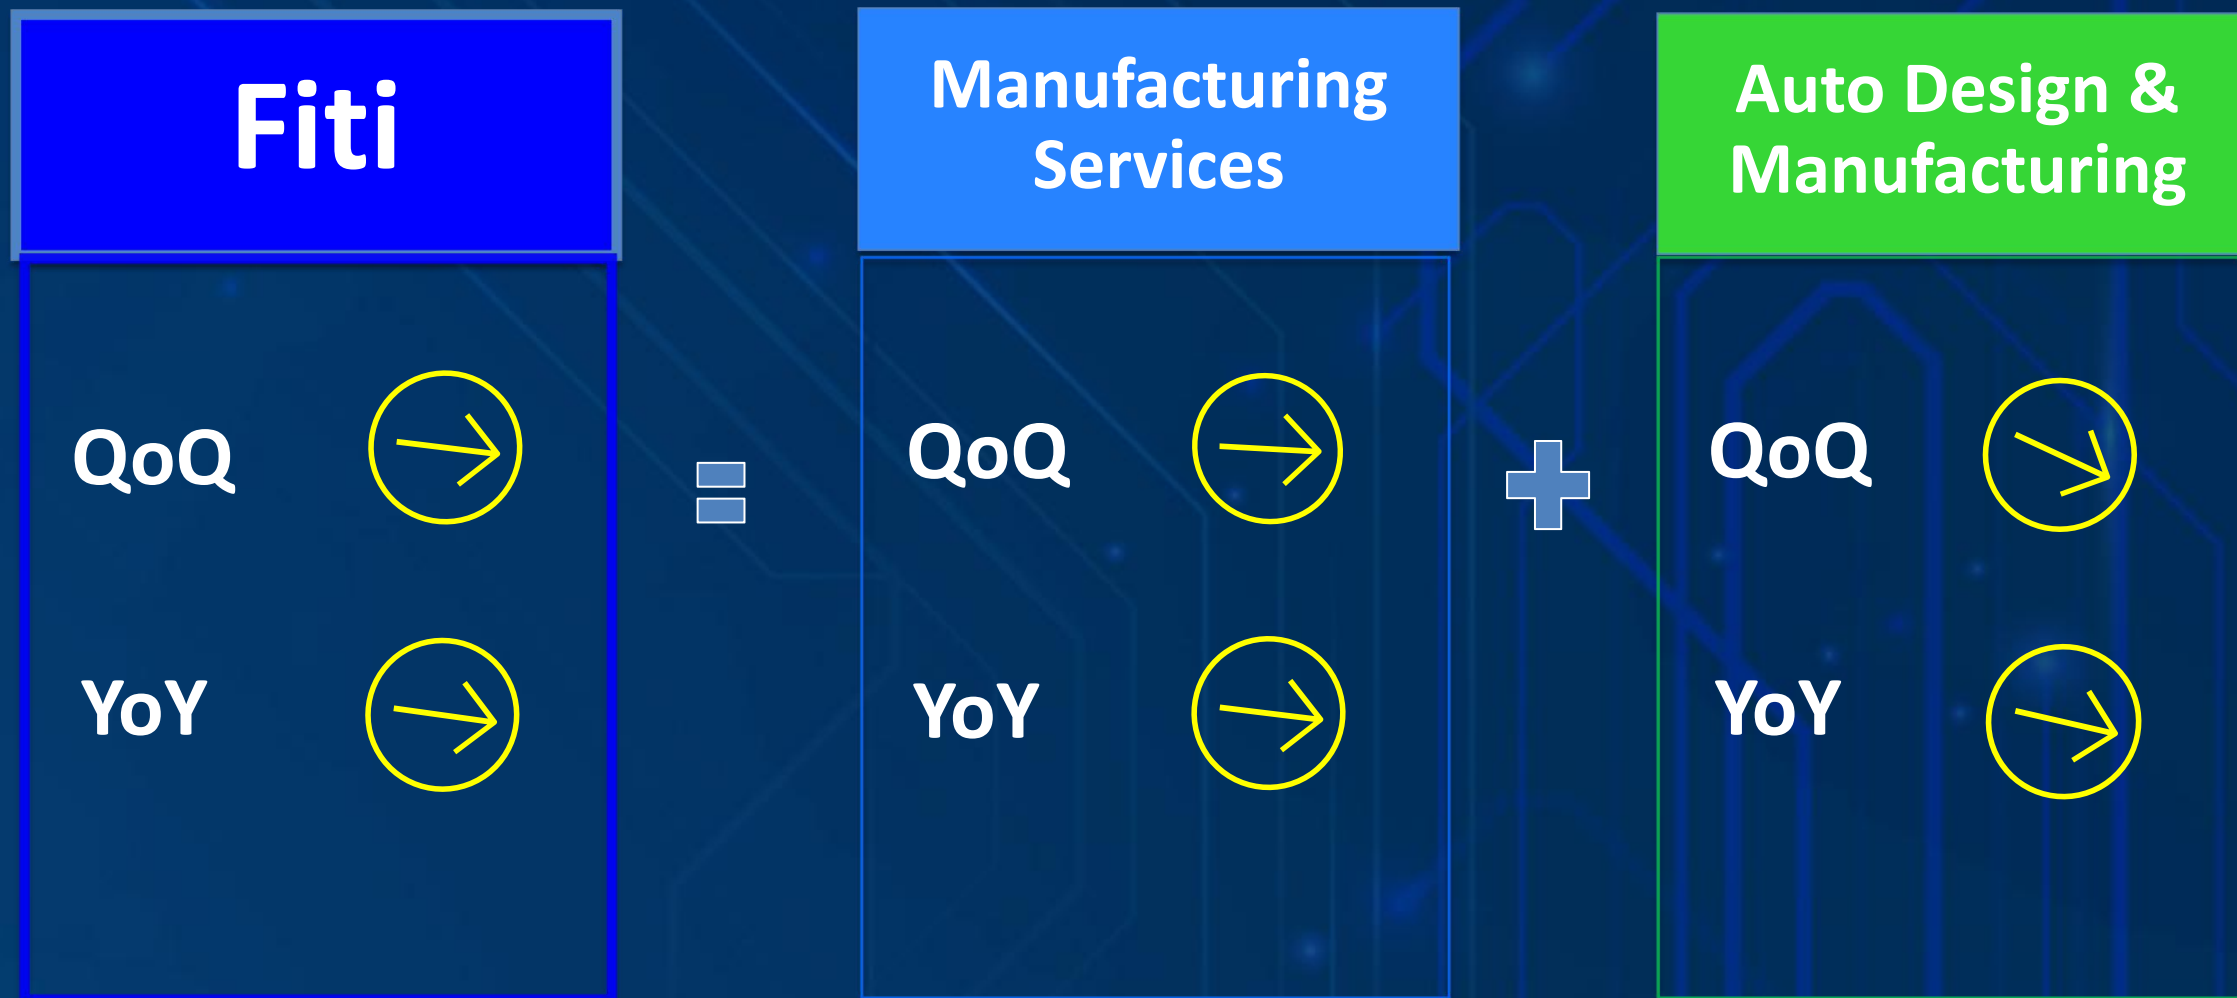 Fiti
QoQ
YoY
Manufacturing
Services
QoQ
YoY
Auto Design &
Manufacturing
QoQ
YoY